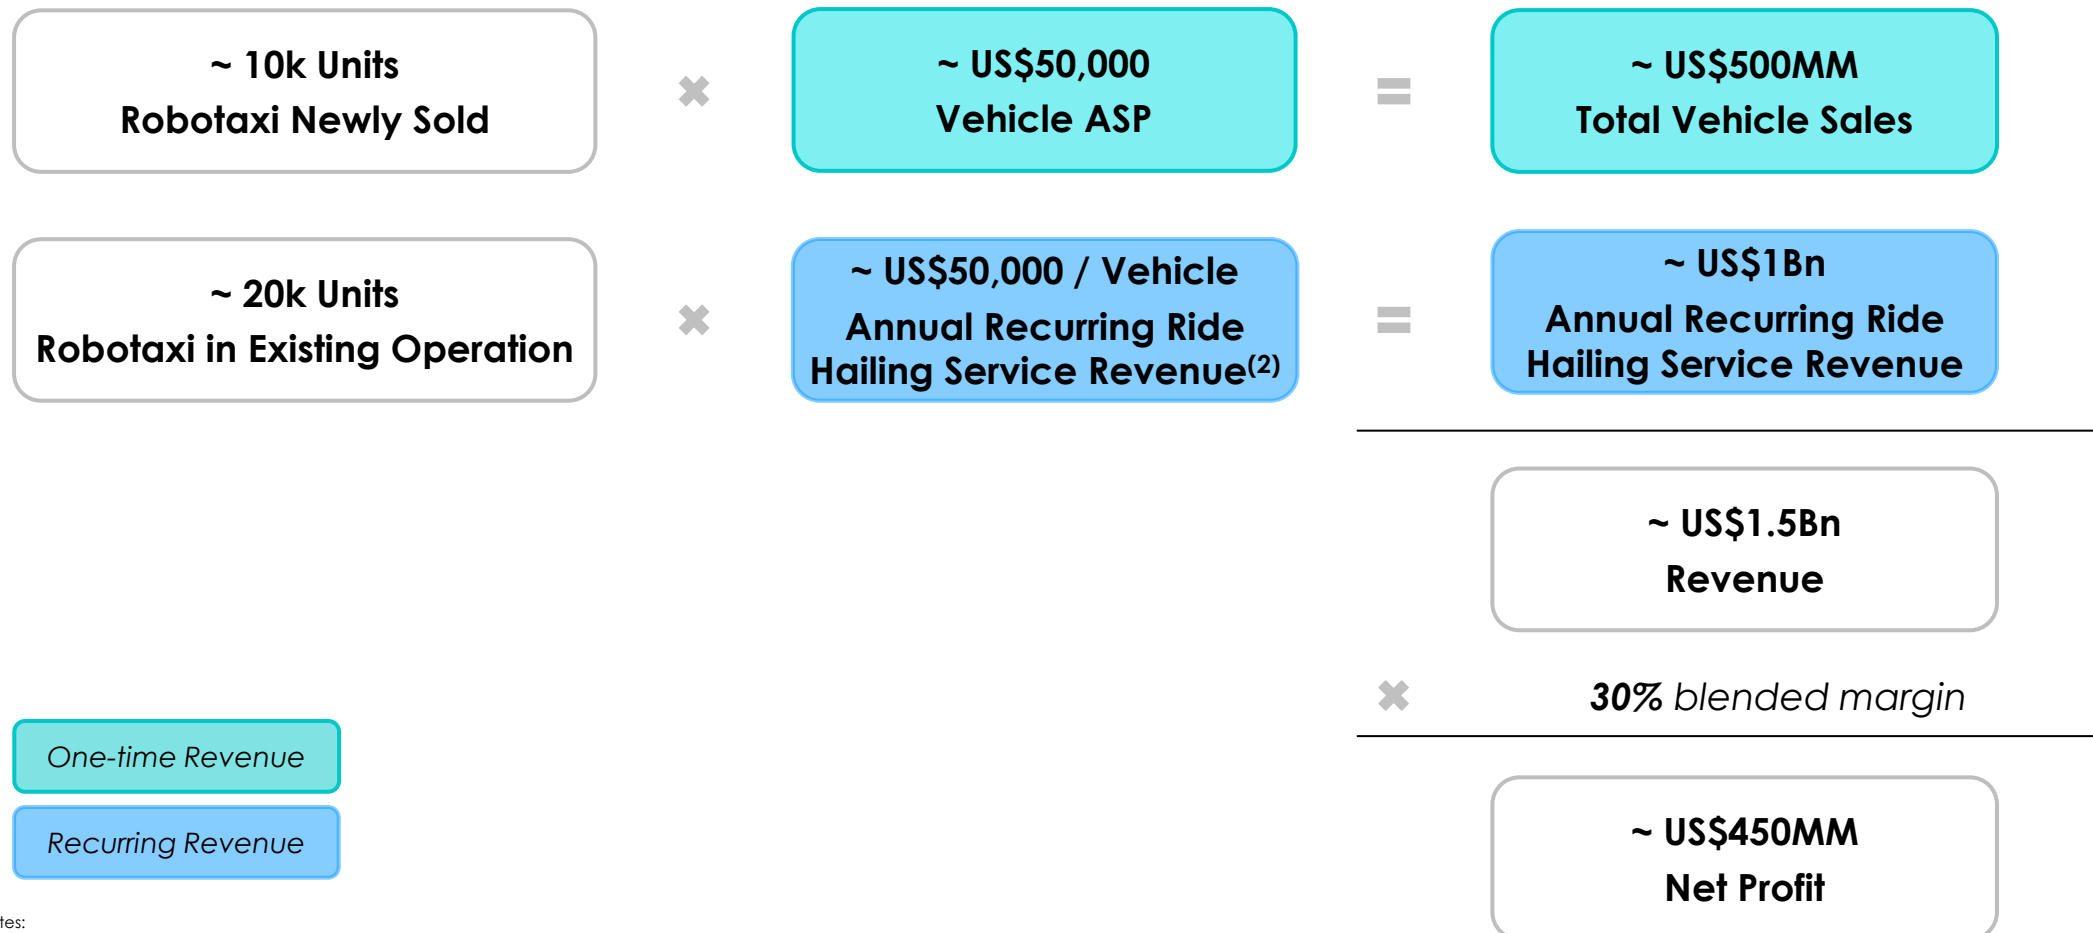 ~ 10k Units
Robotaxi Newly Sold
~ US$50,000
Vehicle ASP
~ US$500MM
Total Vehicle Sales
~ 20k Units
Robotaxi in Existing Operation
~ US$50,000 / Vehicle
Annual Recurring Ride
Hailing Service Revenue(2)
~ US$1Bn
Annual Recurring Ride
Hailing Service Revenue
~ US$1.5Bn
Revenue
30% blended margin
~ US$450MM
Net Profit
One-time Revenue
Recurring Revenue
tes: